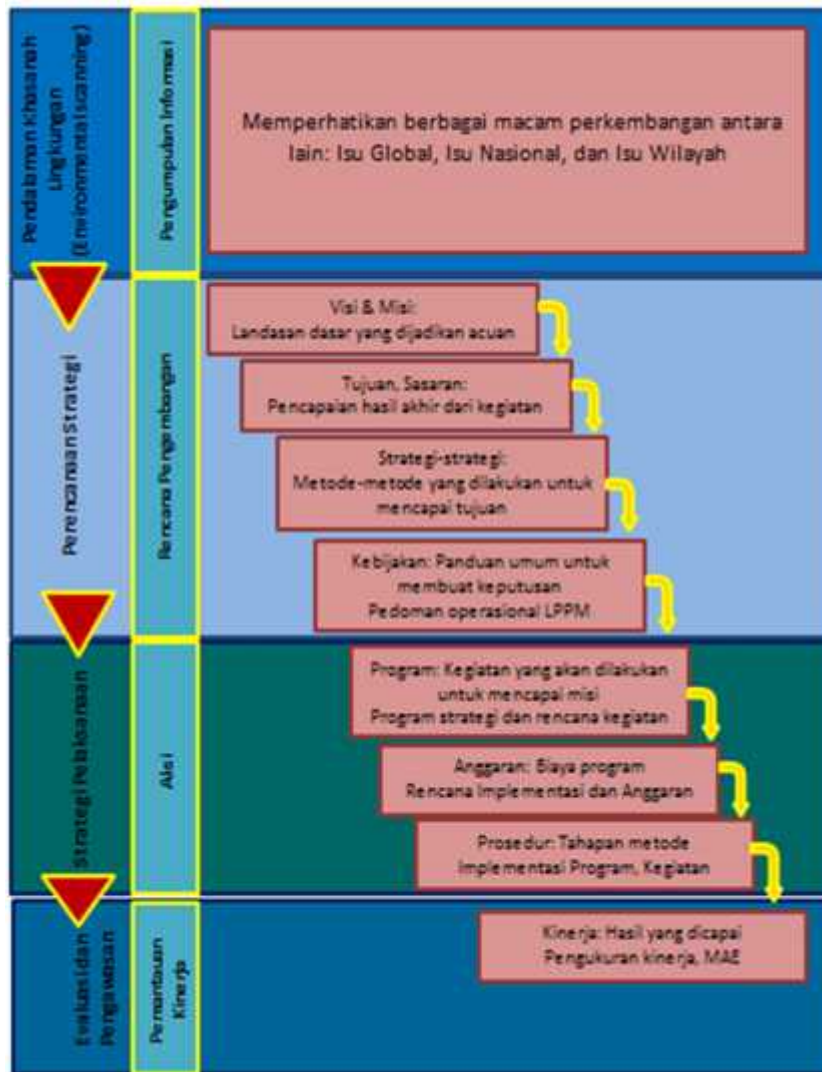 Pendalaman Khasanah
Lingkungan
(Environmental scanning)
Pengumpulan Informasi
Memperhatikan berbagai macam perkembangan antara
lain: Isu Global, Isu Nasional, dan Isu Wilayah
Perencanaan Strategi
Rencana Pengembangan
Visi & Misi:
Landasan dasar yang dijadikan acuan
Tujuan, Sasaran:
Pencapaian hasil akhir dari kegiatan
Strategi-strategi:
Metode-metode yang dilakukan untuk
mencapai tujuan
Kebijakan: Panduan umum untuk
membuat keputusan
Pedoman operasional LPPM
Strategi Pelaksanaan
Aksi
Program: Kegiatan yang akan dilakukan
untuk mencapai misi
Program strategi dan rencana kegiatan
Anggaran: Biaya program
Rencana Implementasi dan Anggaran
Prosedur: Tahapan metode
Implementasi Program, Kegiatan
Evaluasi dan
Pengawasan
Pemantauan
Kinerja
Kinerja: Hasil yang dicapai
Pengukuran kinerja, MAE